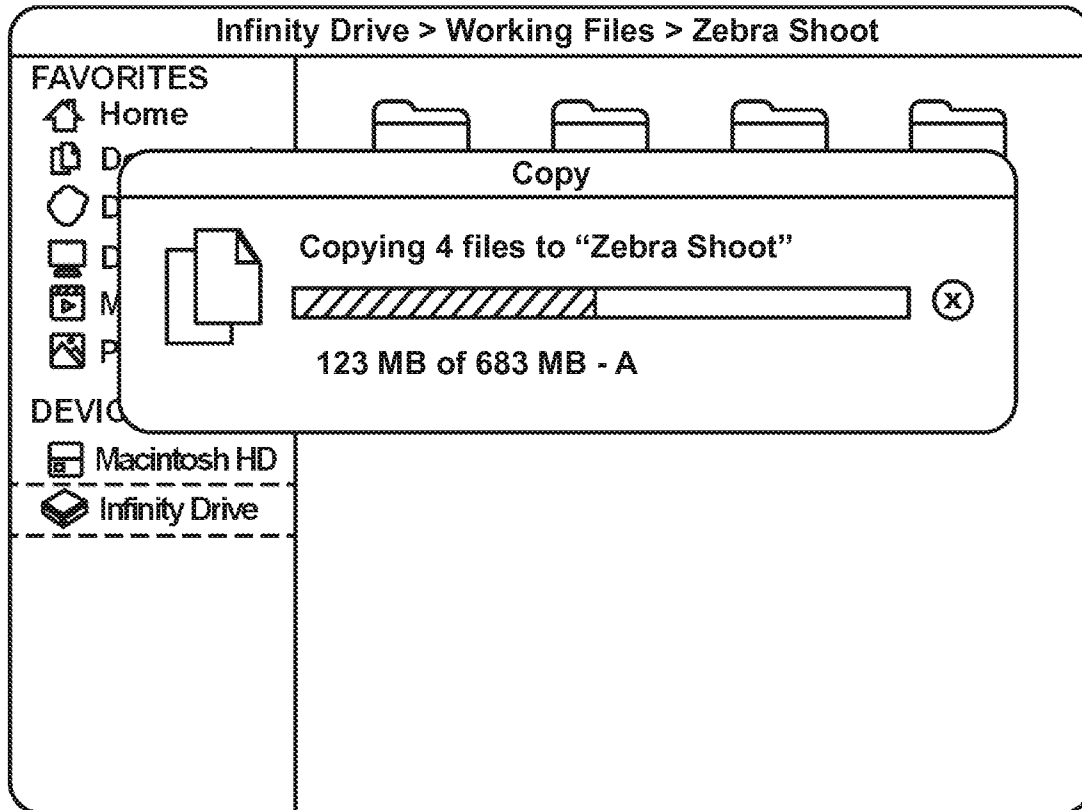 Infinity Drive > Working Files > Zebra Shoot
FAVORITES
Home
D
D
D
M
P
DEVIC
Macintosh HD
Infinity Drive
Copy
Copying 4 files to “Zebra Shoot”
x
123 MB of 683 MB - A